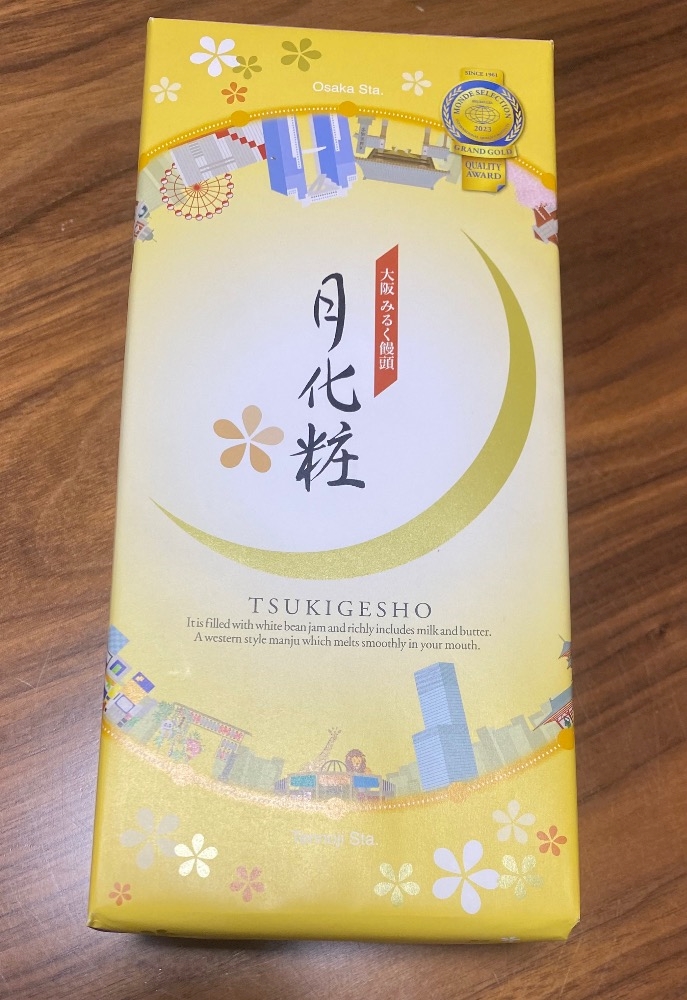 Osaka Sta.
SINCE 1961
MONDE SELECTION
2023
GRAND GOLD
QUALITY
AWARD
大阪 みるく饅頭
月化粧
TSUKIGESHO
It is filled with white bean jam and richly includes milk and butter.
A western style manju which melts smoothly in your mouth.
Sta.